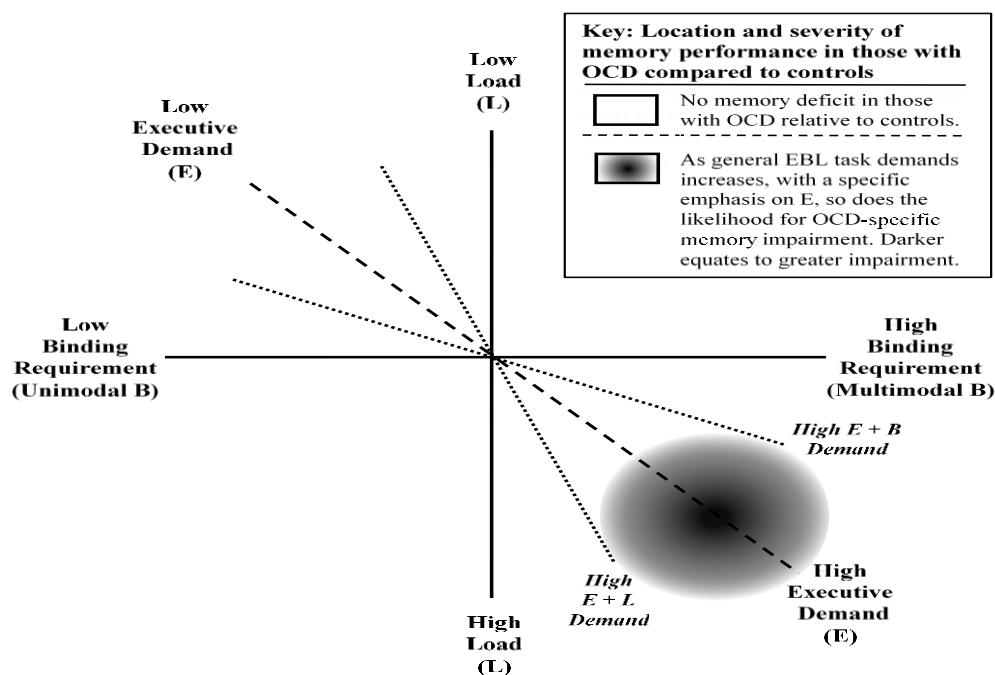 Key: Location and severity of
memory performance in those with
OCD compared to controls
No memory deficit in those
with OCD relative to controls.
As general EBL task demands
increases, with a specific
emphasis on E, so does the
likelihood for OCD-specific
memory impairment. Darker
equates to greater impairment.
Low
Load
(L)
Low
Executive
Demand
(E)
Low
Binding
Requirement
(Unimodal B)
High
Binding
Requirement
(Multimodal B)
High E + B
Demand
High
E + L
Demand
High
Executive
Demand
(E)
High
Load
(L)